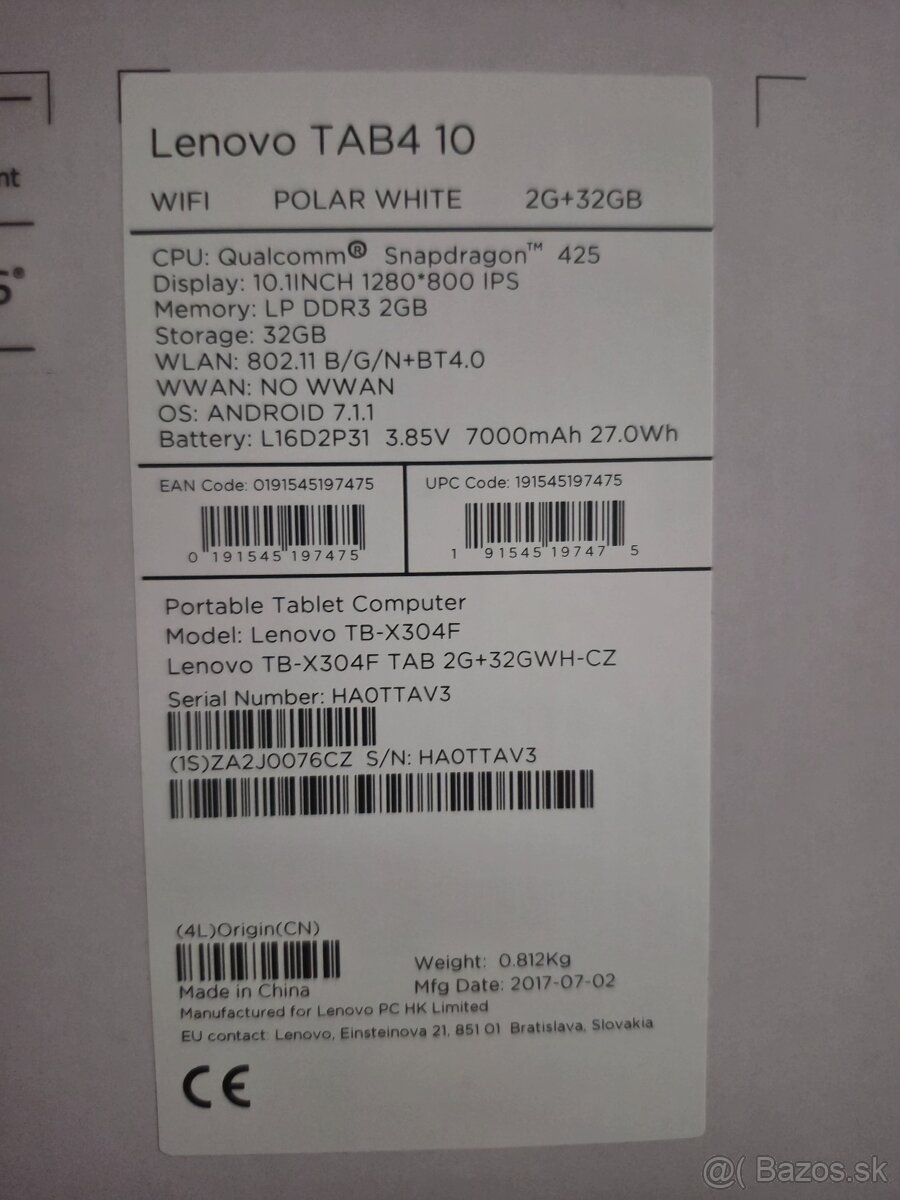 Lenovo TAB4 10
WIFI POLAR WHITE 2G+32GB
nt
CPU: Qualcomm® Snapdragon™ 425
Display: 10.1INCH 1280*800 IPS
Memory: LP DDR3 2GB
Storage: 32GB
WLAN: 802.11 B/G/N+BT4.0
WWAN: NO WWAN
OS: ANDROID 7.1.1
Battery: L16D2P31 3.85V 7000mAh 27.0Wh
EAN Code: 0191545197475
0 191545 197475
UPC Code: 191545197475
1 91545 19747 5
Portable Tablet Computer
Model: Lenovo TB-X304F
Lenovo TB-X304F TAB 2G+32GWH-CZ
Serial Number: HA0TTAV3
(1S)ZA2J0076CZ S/N: HA0TTAV3
(4L)Origin(CN)
Made in China
Weight: 0.812Kg
Mfg Date: 2017-07-02
Manufactured for Lenovo PC HK Limited
EU contact: Lenovo, Einsteinova 21, 851 01 Bratislava, Slovakia
CE
@( Bazos.sk